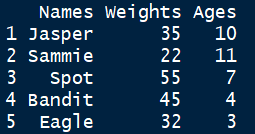 Names Weights Ages
1 Jasper 35 10
2 Sammie 22 11
3 Spot 55 7
4 Bandit 45 4
5 Eagle 32 3